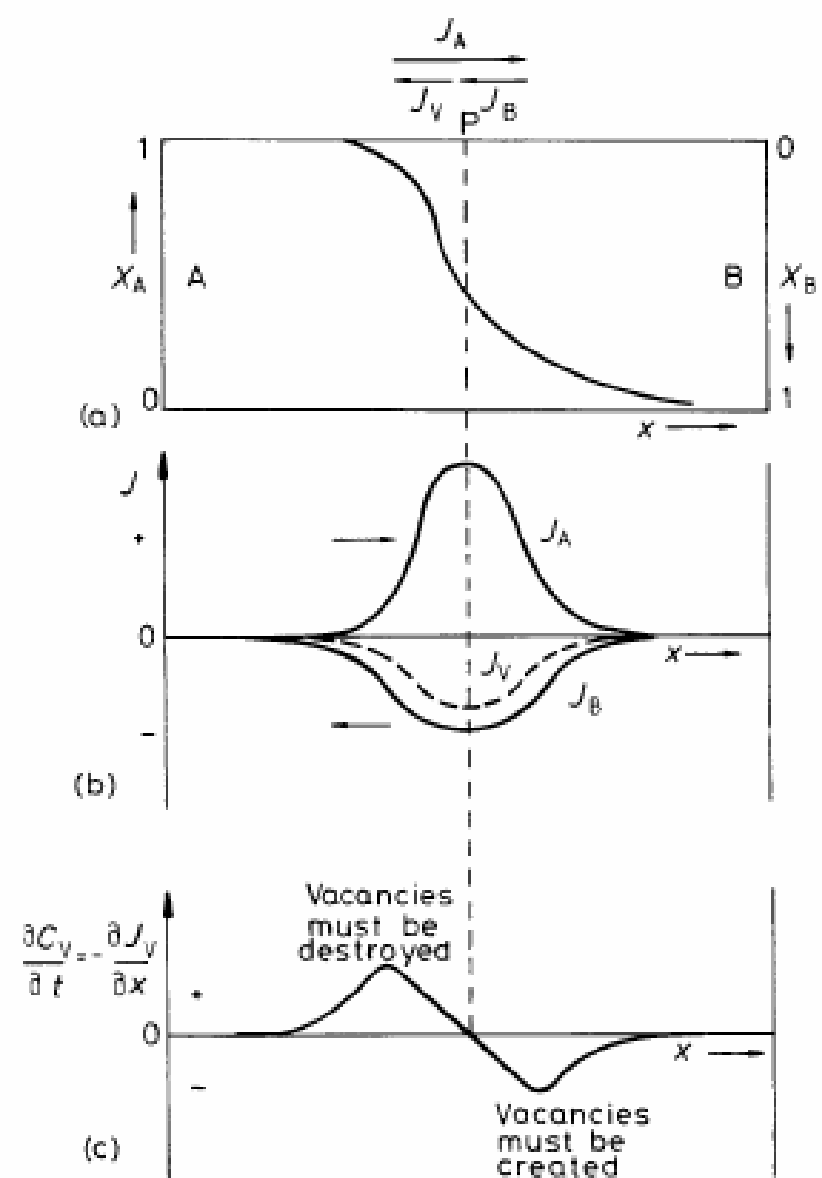 J_A
J_V J_B
P
1 0
X_A A B X_B
0 1
(a) x
J
+
J_A
0
J_V x
J_B
-
(b)
Vacancies
must be
destroyed
∂C_V/∂t = - ∂J_V/∂x
+
0
x
-
Vacancies
must be
created
(c)